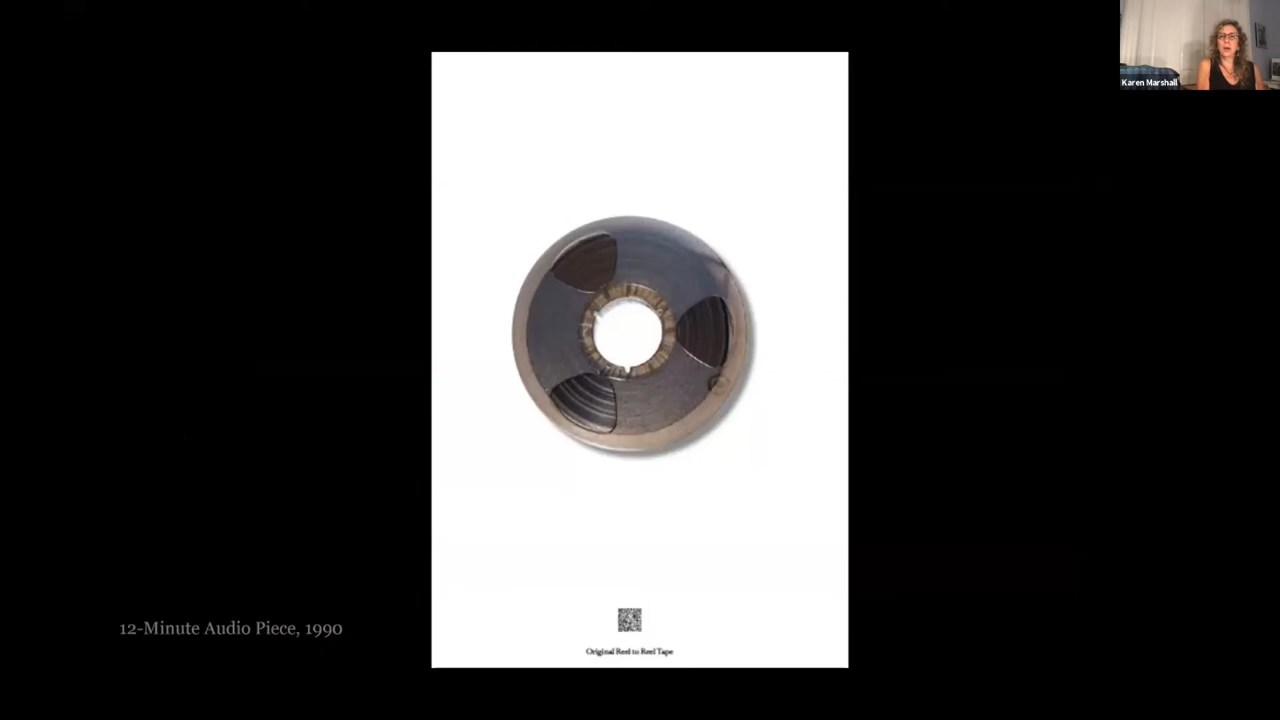 Karen Marshall
12-Minute Audio Piece, 1990
Original Reel to Reel Tape